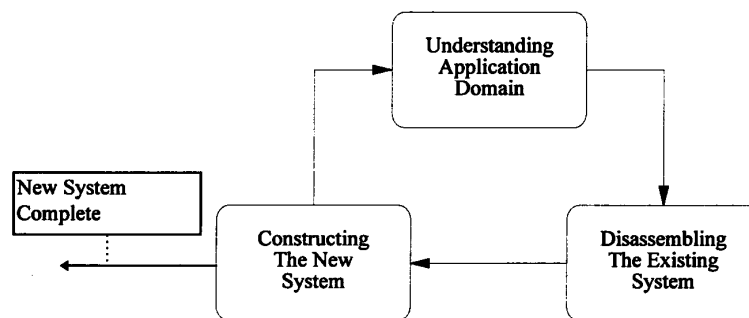 Understanding
Application
Domain
New System
Complete
Constructing
The New
System
Disassembling
The Existing
System